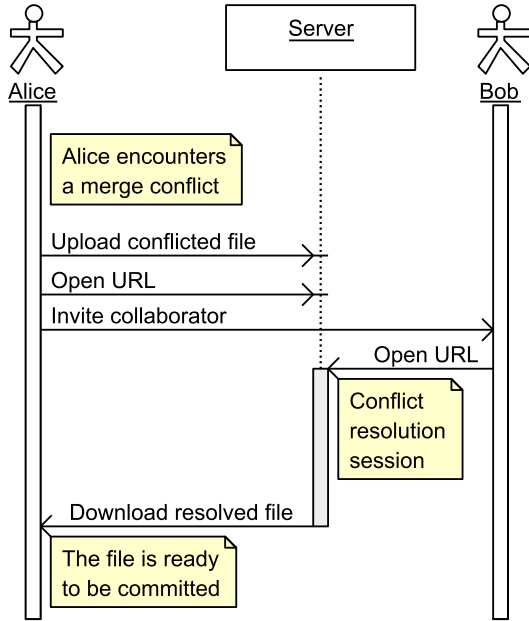 Server
Alice
Bob
Alice encounters
a merge conflict
Upload conflicted file
Open URL
Invite collaborator
Open URL
Conflict
resolution
session
Download resolved file
The file is ready
to be committed